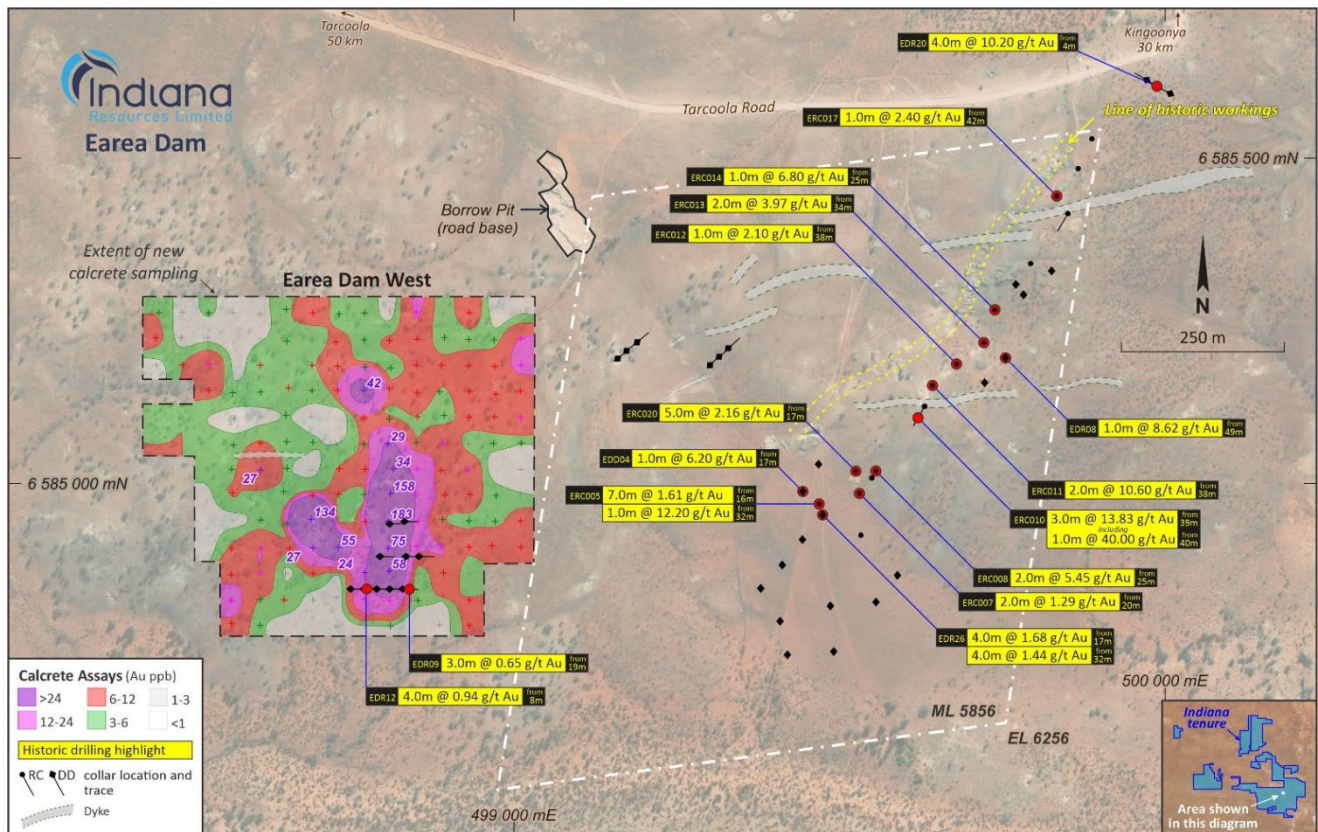 Tarcoola
50 km
Kingoonya
30 km
EDR20 4.0m @ 10.20 g/t Au from 4m
Indiana
Resources Limited
Earea Dam
Tarcoola Road
Line of historic workings
ERC017 1.0m @ 2.40 g/t Au from 42m
6 585 500 mN
ERC014 1.0m @ 6.80 g/t Au from 25m
ERC013 2.0m @ 3.97 g/t Au from 34m
ERC012 1.0m @ 2.10 g/t Au from 38m
Borrow Pit
(road base)
Extent of new
calcrete sampling
Earea Dam West
N
250 m
42
29
34
158
183
75
58
134
55
24
27
27
ERC020 5.0m @ 2.16 g/t Au from 17m
EDR08 1.0m @ 8.62 g/t Au from 49m
EDD04 1.0m @ 6.20 g/t Au from 17m
6 585 000 mN
ERC005 7.0m @ 1.61 g/t Au from 16m
1.0m @ 12.20 g/t Au from 32m
ERC011 2.0m @ 10.60 g/t Au from 38m
ERC010 3.0m @ 13.83 g/t Au from 39m
including
1.0m @ 40.00 g/t Au from 40m
ERC008 2.0m @ 5.45 g/t Au from 25m
ERC007 2.0m @ 1.29 g/t Au from 20m
EDR26 4.0m @ 1.68 g/t Au from 17m
4.0m @ 1.44 g/t Au from 32m
EDR09 3.0m @ 0.65 g/t Au from 19m
EDR12 4.0m @ 0.94 g/t Au from 8m
500 000 mE
ML 5856
EL 6256
499 000 mE
Calcrete Assays (Au ppb)
>24 6-12 1-3
12-24 3-6 <1
Historic drilling highlight
RC DD collar location and
trace
Dyke
Indiana
tenure
Area shown
in this diagram